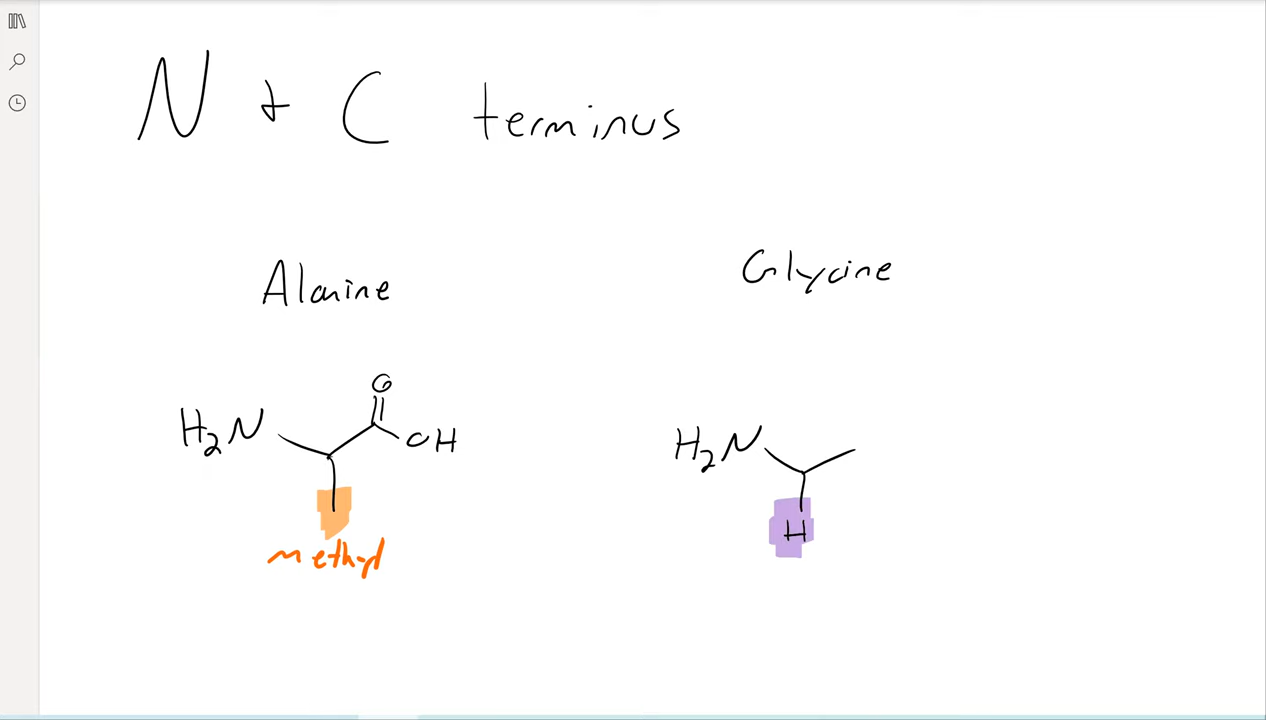 N + C terminus
Alanine
Glycine
O
H₂N
OH
H₂N
H
methyl